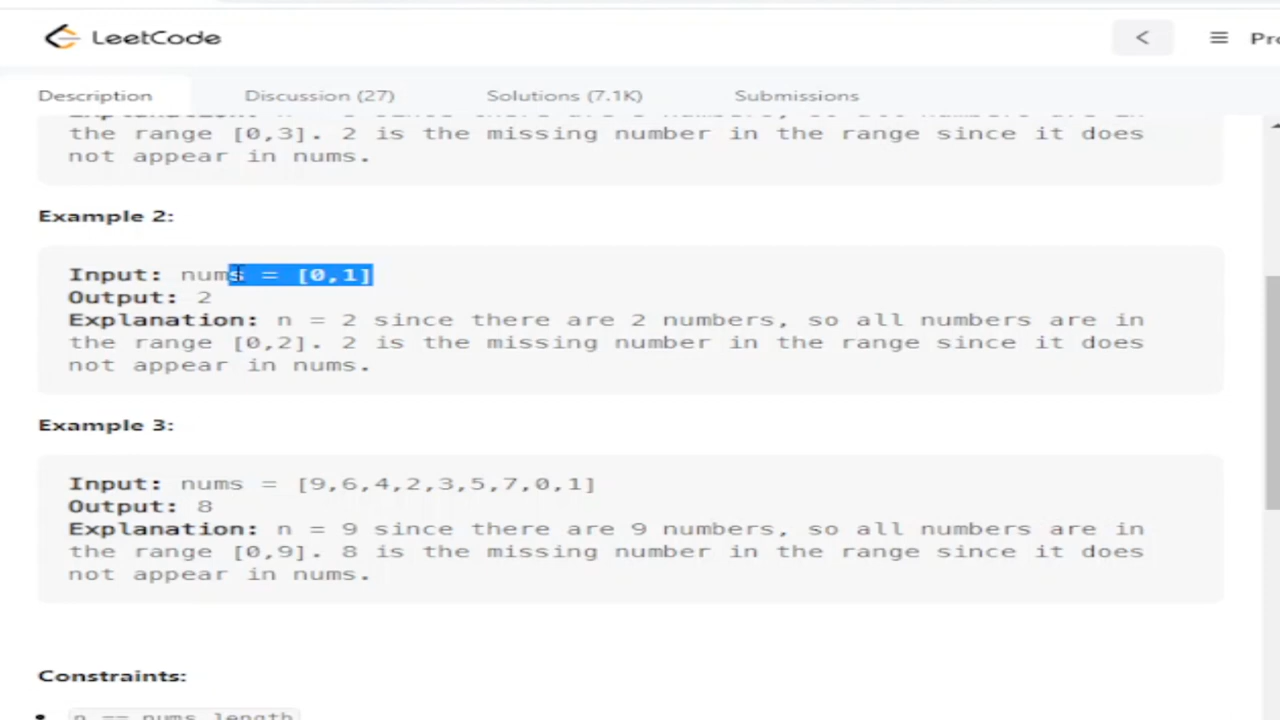 LeetCode
<
≡ Pro
Description
Discussion (27)
Solutions (7.1K)
Submissions
the range [0,3]. 2 is the missing number in the range since it does
not appear in nums.
Example 2:
Input: nums = [0,1]
Output: 2
Explanation: n = 2 since there are 2 numbers, so all numbers are in
the range [0,2]. 2 is the missing number in the range since it does
not appear in nums.
Example 3:
Input: nums = [9,6,4,2,3,5,7,0,1]
Output: 8
Explanation: n = 9 since there are 9 numbers, so all numbers are in
the range [0,9]. 8 is the missing number in the range since it does
not appear in nums.
Constraints:
• n == nums.length